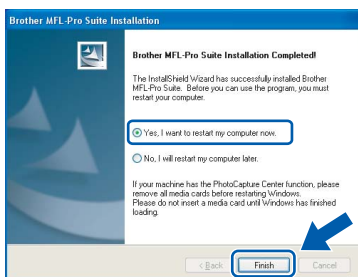 Brother MFL-Pro Suite Installation
Brother MFL-Pro Suite Installation Completed!
The InstallShield Wizard has successfully installed Brother
MFL-Pro Suite. Before you can use the program, you must
restart your computer.
Yes, I want to restart my computer now.
No, I will restart my computer later.
If your machine has the PhotoCapture Center function, please
remove all media cards before restarting Windows.
Please do not insert a media card until Windows has finished
loading.
< Back Finish Cancel